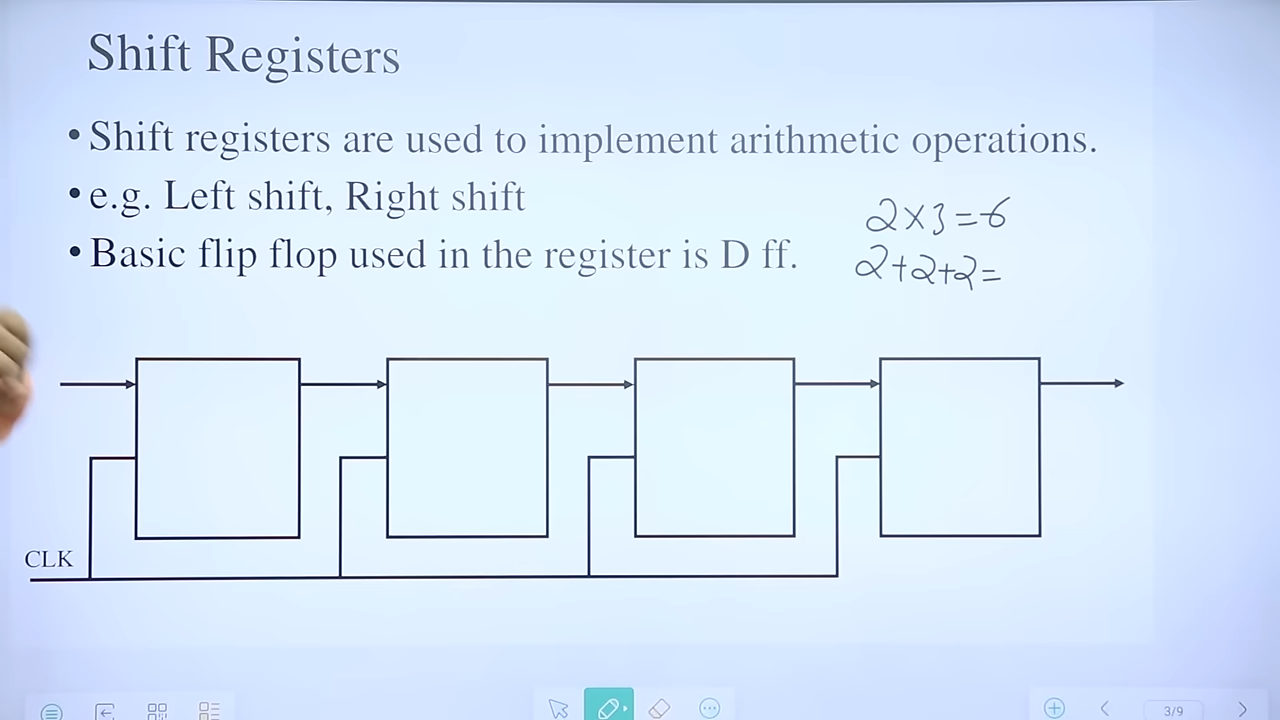 Shift Registers
• Shift registers are used to implement arithmetic operations.
• e.g. Left shift, Right shift
• Basic flip flop used in the register is D ff.
2×3=6
2+2+2=
CLK
3/9